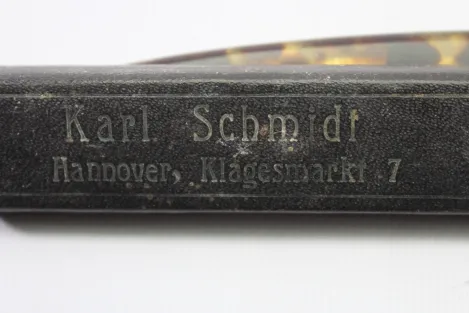 Karl Schmidt
Hannover, Klagesmarkt 7